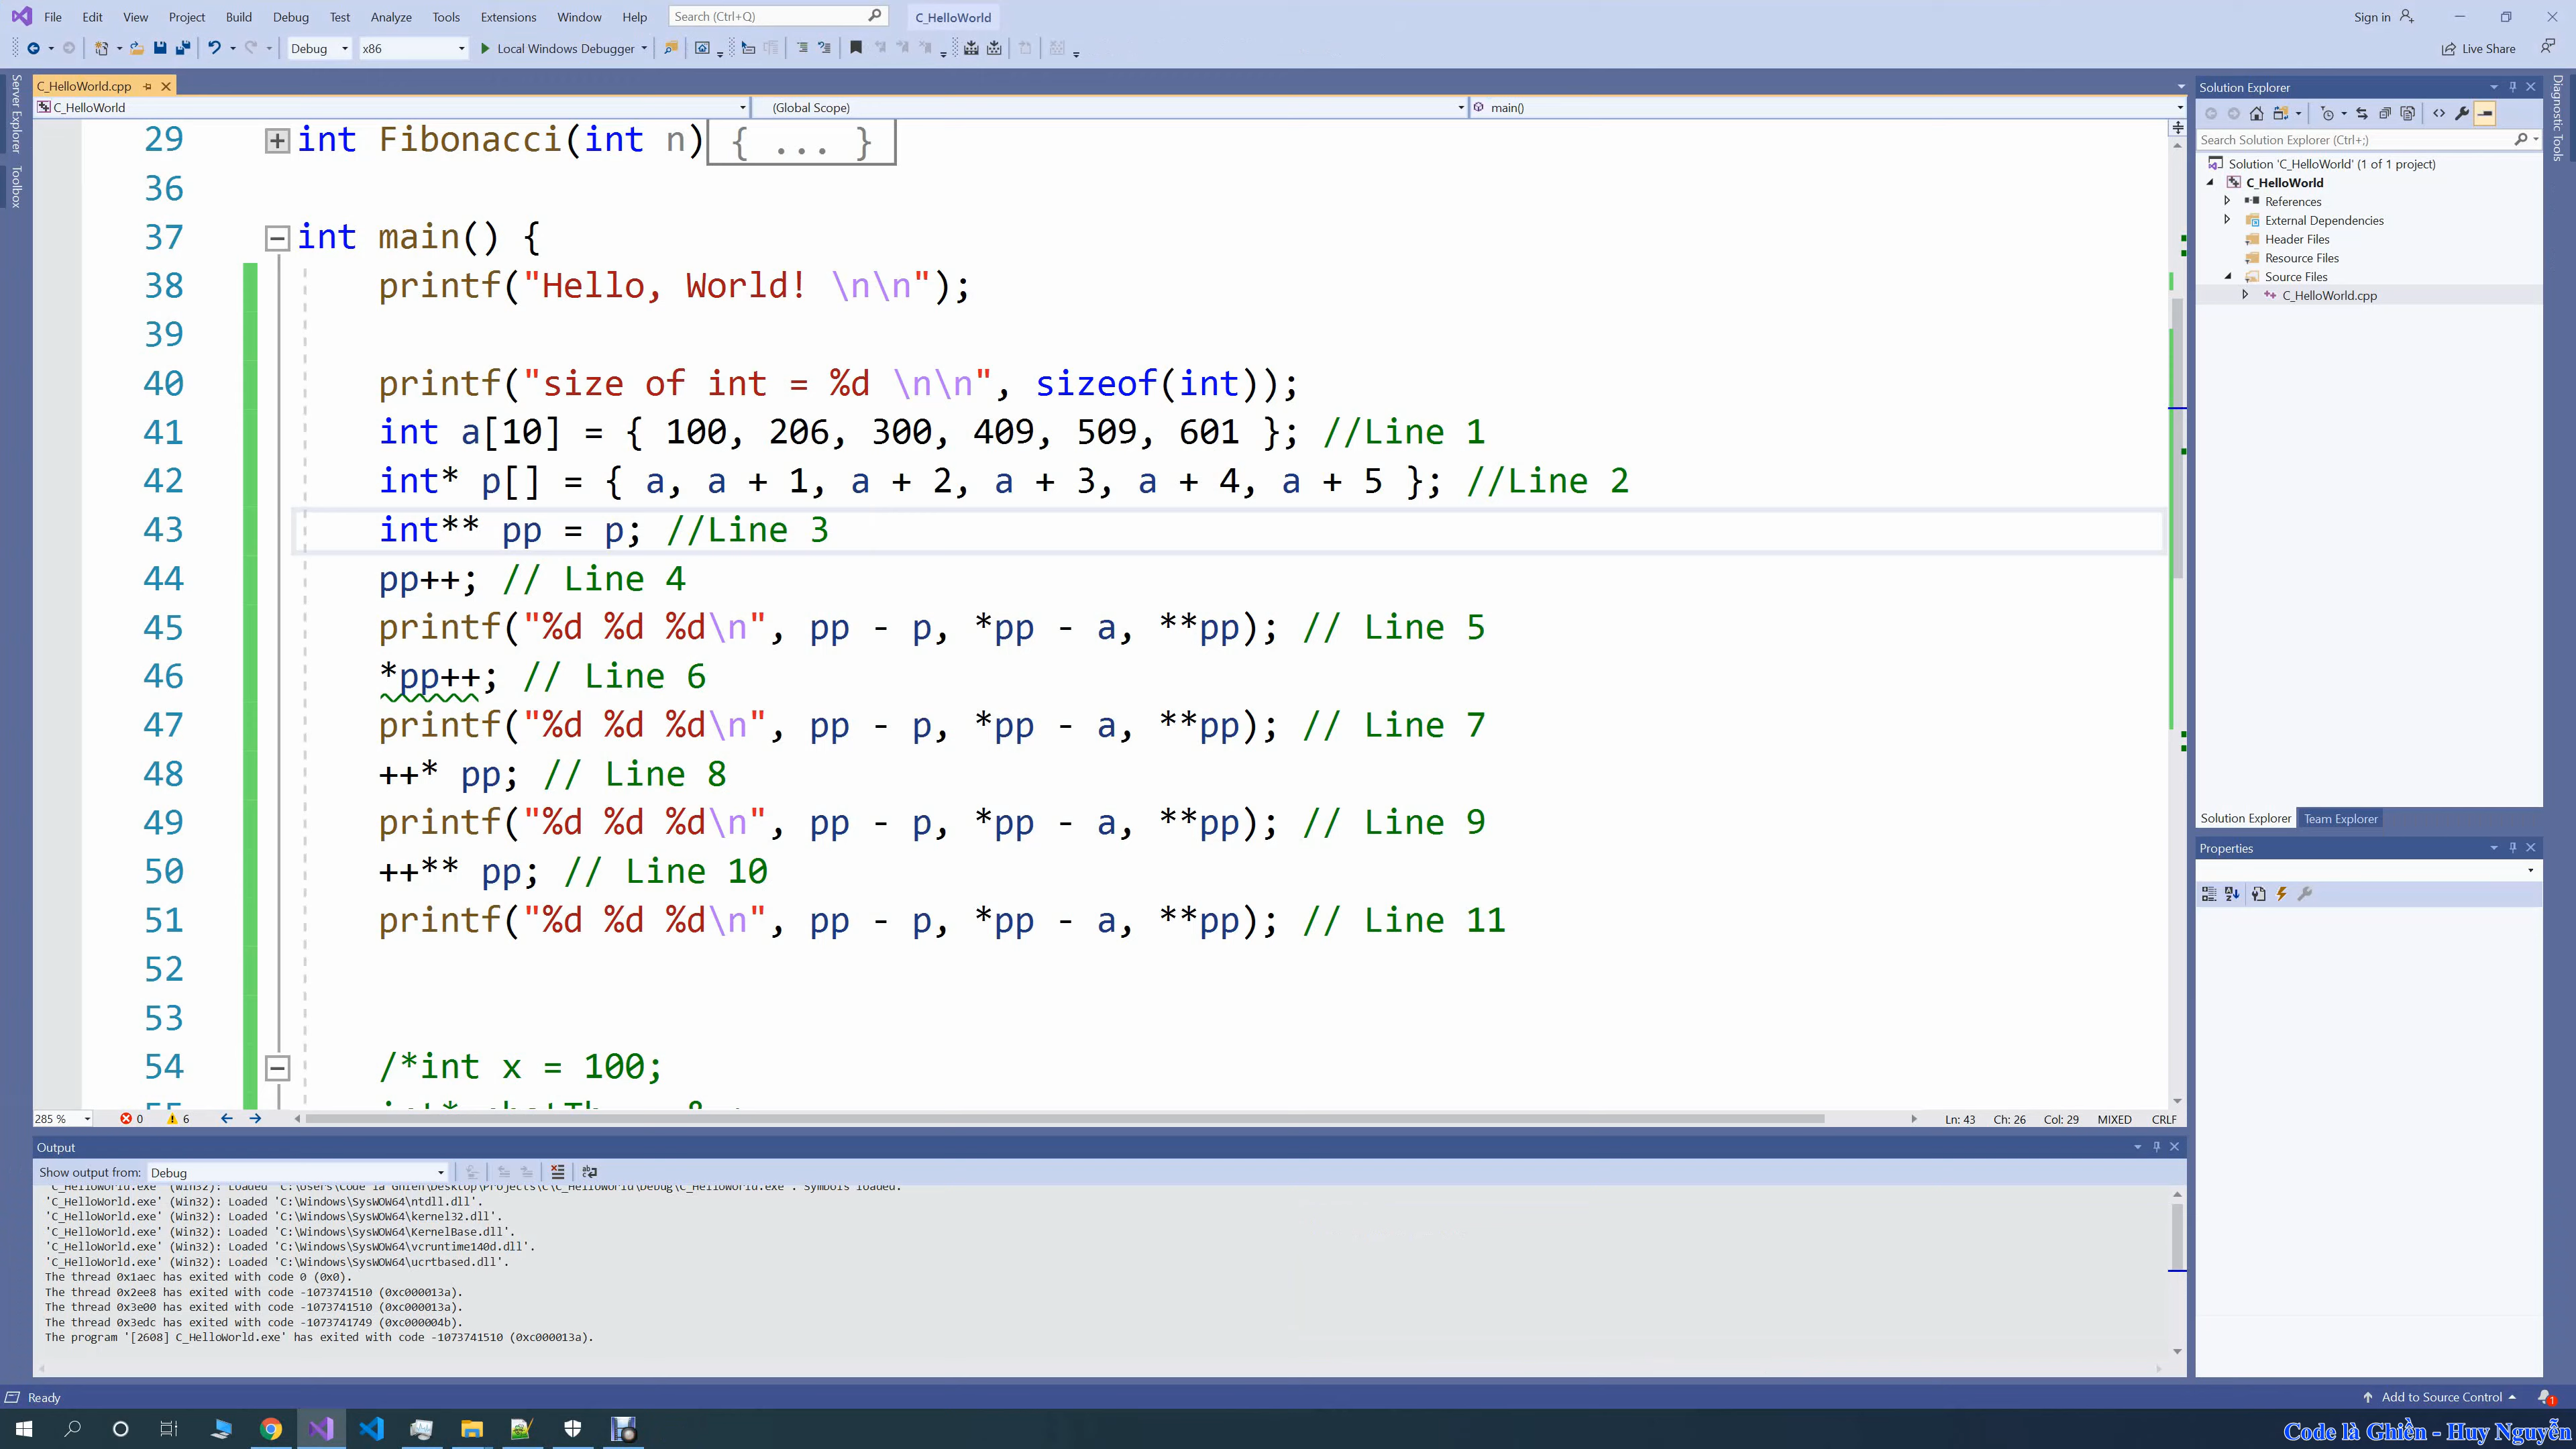 File Edit View Project Build Debug Test Analyze Tools Extensions Window Help Search (Ctrl+Q) C_HelloWorld Sign in
Debug x86 Local Windows Debugger Live Share
Server Explorer
Toolbox
C_HelloWorld.cpp
C_HelloWorld (Global Scope) main()
29 int Fibonacci(int n) { ... }
36
37 int main() {
38 printf("Hello, World! \n\n");
39
40 printf("size of int = %d \n\n", sizeof(int));
41 int a[10] = { 100, 206, 300, 409, 509, 601 }; //Line 1
42 int* p[] = { a, a + 1, a + 2, a + 3, a + 4, a + 5 }; //Line 2
43 int** pp = p; //Line 3
44 pp++; // Line 4
45 printf("%d %d %d\n", pp - p, *pp - a, **pp); // Line 5
46 *pp++; // Line 6
47 printf("%d %d %d\n", pp - p, *pp - a, **pp); // Line 7
48 ++* pp; // Line 8
49 printf("%d %d %d\n", pp - p, *pp - a, **pp); // Line 9
50 ++** pp; // Line 10
51 printf("%d %d %d\n", pp - p, *pp - a, **pp); // Line 11
52
53
54 /*int x = 100;
285 % 0 6 Ln: 43 Ch: 26 Col: 29 MIXED CRLF
Output
Show output from: Debug
'C_HelloWorld.exe' (Win32): Loaded 'C:\Users\Code la Ghien\Desktop\Projects\C\C_HelloWorld\Debug\C_HelloWorld.exe'. Symbols loaded.
'C_HelloWorld.exe' (Win32): Loaded 'C:\Windows\SysWOW64\ntdll.dll'.
'C_HelloWorld.exe' (Win32): Loaded 'C:\Windows\SysWOW64\kernel32.dll'.
'C_HelloWorld.exe' (Win32): Loaded 'C:\Windows\SysWOW64\KernelBase.dll'.
'C_HelloWorld.exe' (Win32): Loaded 'C:\Windows\SysWOW64\vcruntime140d.dll'.
'C_HelloWorld.exe' (Win32): Loaded 'C:\Windows\SysWOW64\ucrtbased.dll'.
The thread 0x1aec has exited with code 0 (0x0).
The thread 0x2ee8 has exited with code -1073741510 (0xc000013a).
The thread 0x3e00 has exited with code -1073741510 (0xc000013a).
The thread 0x3edc has exited with code -1073741749 (0xc000004b).
The program '[2608] C_HelloWorld.exe' has exited with code -1073741510 (0xc000013a).
Solution Explorer
Search Solution Explorer (Ctrl+;)
Solution 'C_HelloWorld' (1 of 1 project)
C_HelloWorld
References
External Dependencies
Header Files
Resource Files
Source Files
C_HelloWorld.cpp
Solution Explorer Team Explorer
Properties
Diagnostic Tools
Ready Add to Source Control 1
Code là Ghiền - Huy Nguyễn